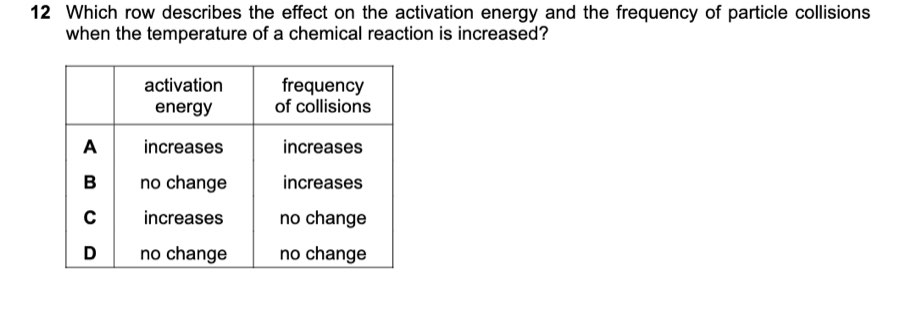 12 Which row describes the effect on the activation energy and the frequency of particle collisions
when the temperature of a chemical reaction is increased?
activation energy frequency of collisions
A increases increases
B no change increases
C increases no change
D no change no change